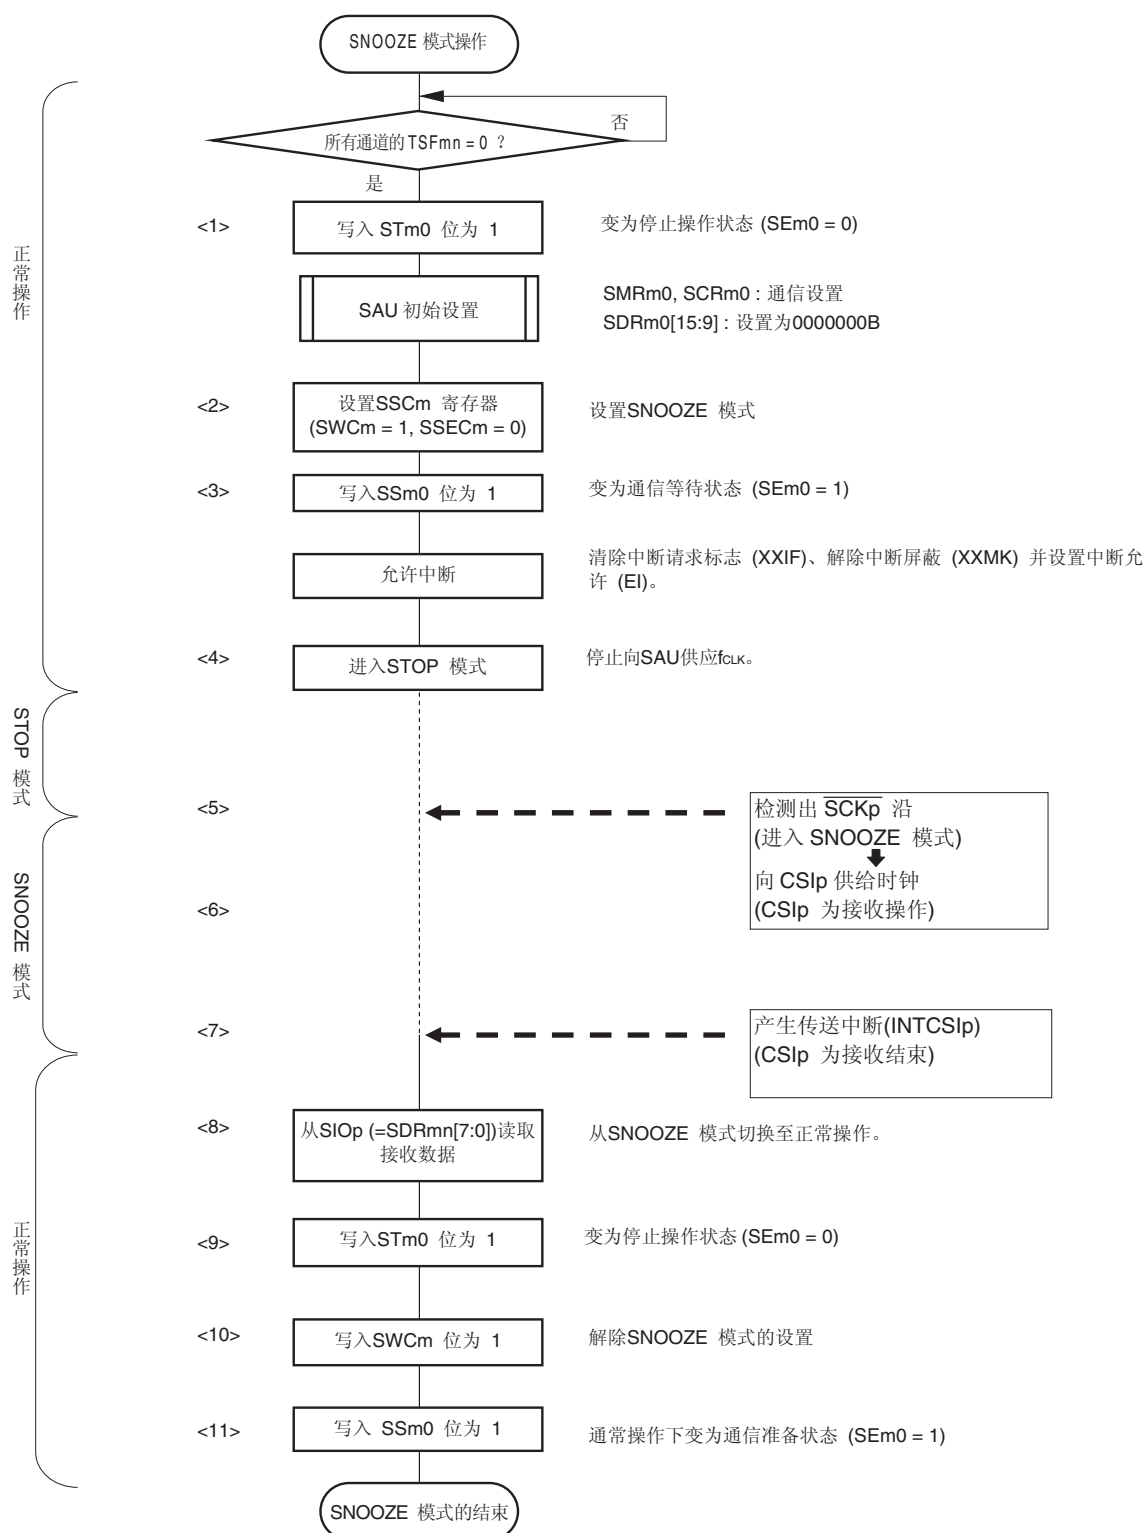 SNOOZE 模式操作
否
所有通道的 TSFmn = 0 ?
是
正常操作
<1>
写入 STm0 位为 1
变为停止操作状态 (SEm0 = 0)
SAU 初始设置
SMRm0, SCRm0 : 通信设置
SDRm0[15:9] : 设置为0000000B
<2>
设置SSCm 寄存器
(SWCm = 1, SSECm = 0)
设置SNOOZE 模式
<3>
写入SSm0 位为 1
变为通信等待状态 (SEm0 = 1)
允许中断
清除中断请求标志 (XXIF)、解除中断屏蔽 (XXMK) 并设置中断允
许 (EI)。
<4>
进入STOP 模式
停止向SAU供应fCLK。
STOP 模式
<5>
检测出 SCKp 沿
(进入 SNOOZE 模式)
向 CSIp 供给时钟
(CSIp 为接收操作)
SNOOZE 模式
<6>
<7>
产生传送中断(INTCSIp)
(CSIp 为接收结束)
正常操作
<8>
从SIOp (=SDRmn[7:0])读取
接收数据
从SNOOZE 模式切换至正常操作。
<9>
写入STm0 位为 1
变为停止操作状态 (SEm0 = 0)
<10>
写入SWCm 位为 1
解除SNOOZE 模式的设置
<11>
写入 SSm0 位为 1
通常操作下变为通信准备状态 (SEm0 = 1)
SNOOZE 模式的结束